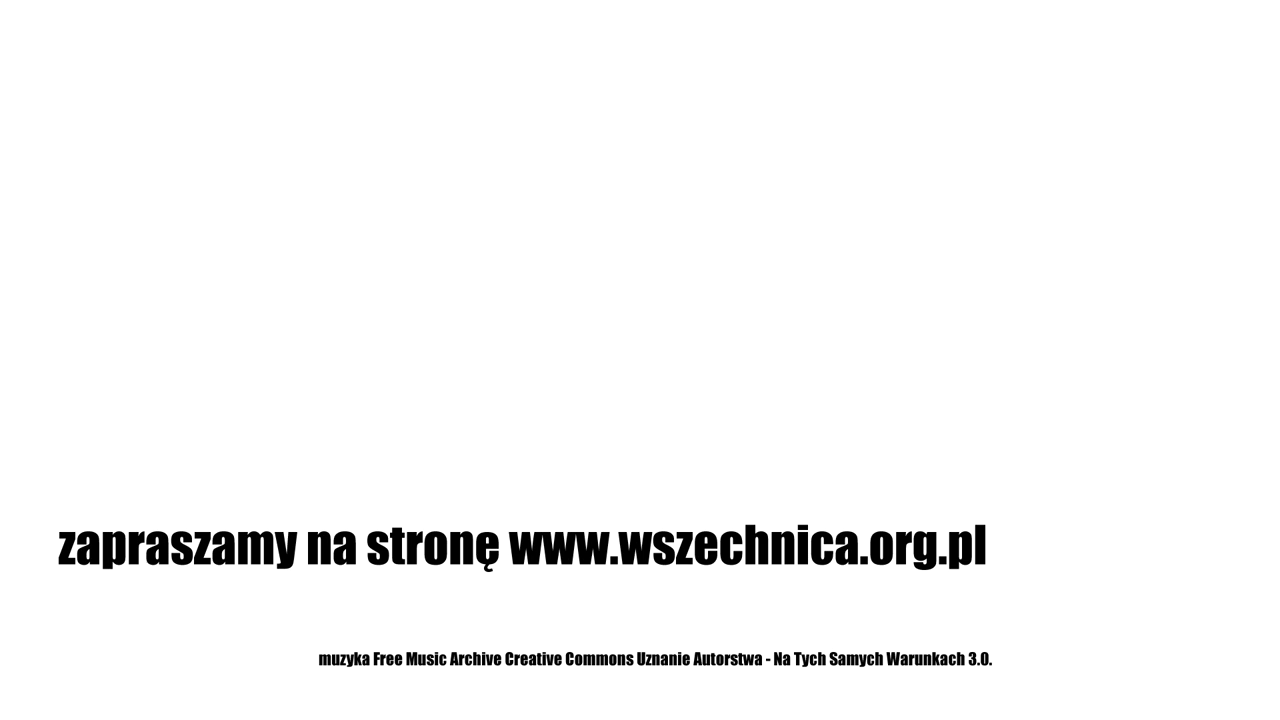 zapraszamy na stronę www.wszechnica.org.pl
muzyka Free Music Archive Creative Commons Uznanie Autorstwa - Na Tych Samych Warunkach 3.0.